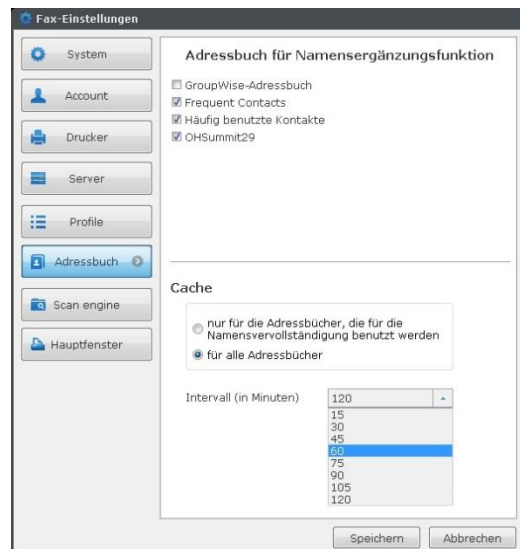 Fax-Einstellungen
System
Account
Drucker
Server
Profile
Adressbuch
Scan engine
Hauptfenster
Adressbuch für Namensergänzungsfunktion
GroupWise-Adressbuch
Frequent Contacts
Häufig benutzte Kontakte
OHSummit29
Cache
nur für die Adressbücher, die für die
Namensvervollständigung benutzt werden
für alle Adressbücher
Intervall (in Minuten) 120
15
30
45
60
75
90
105
120
Speichern Abbrechen